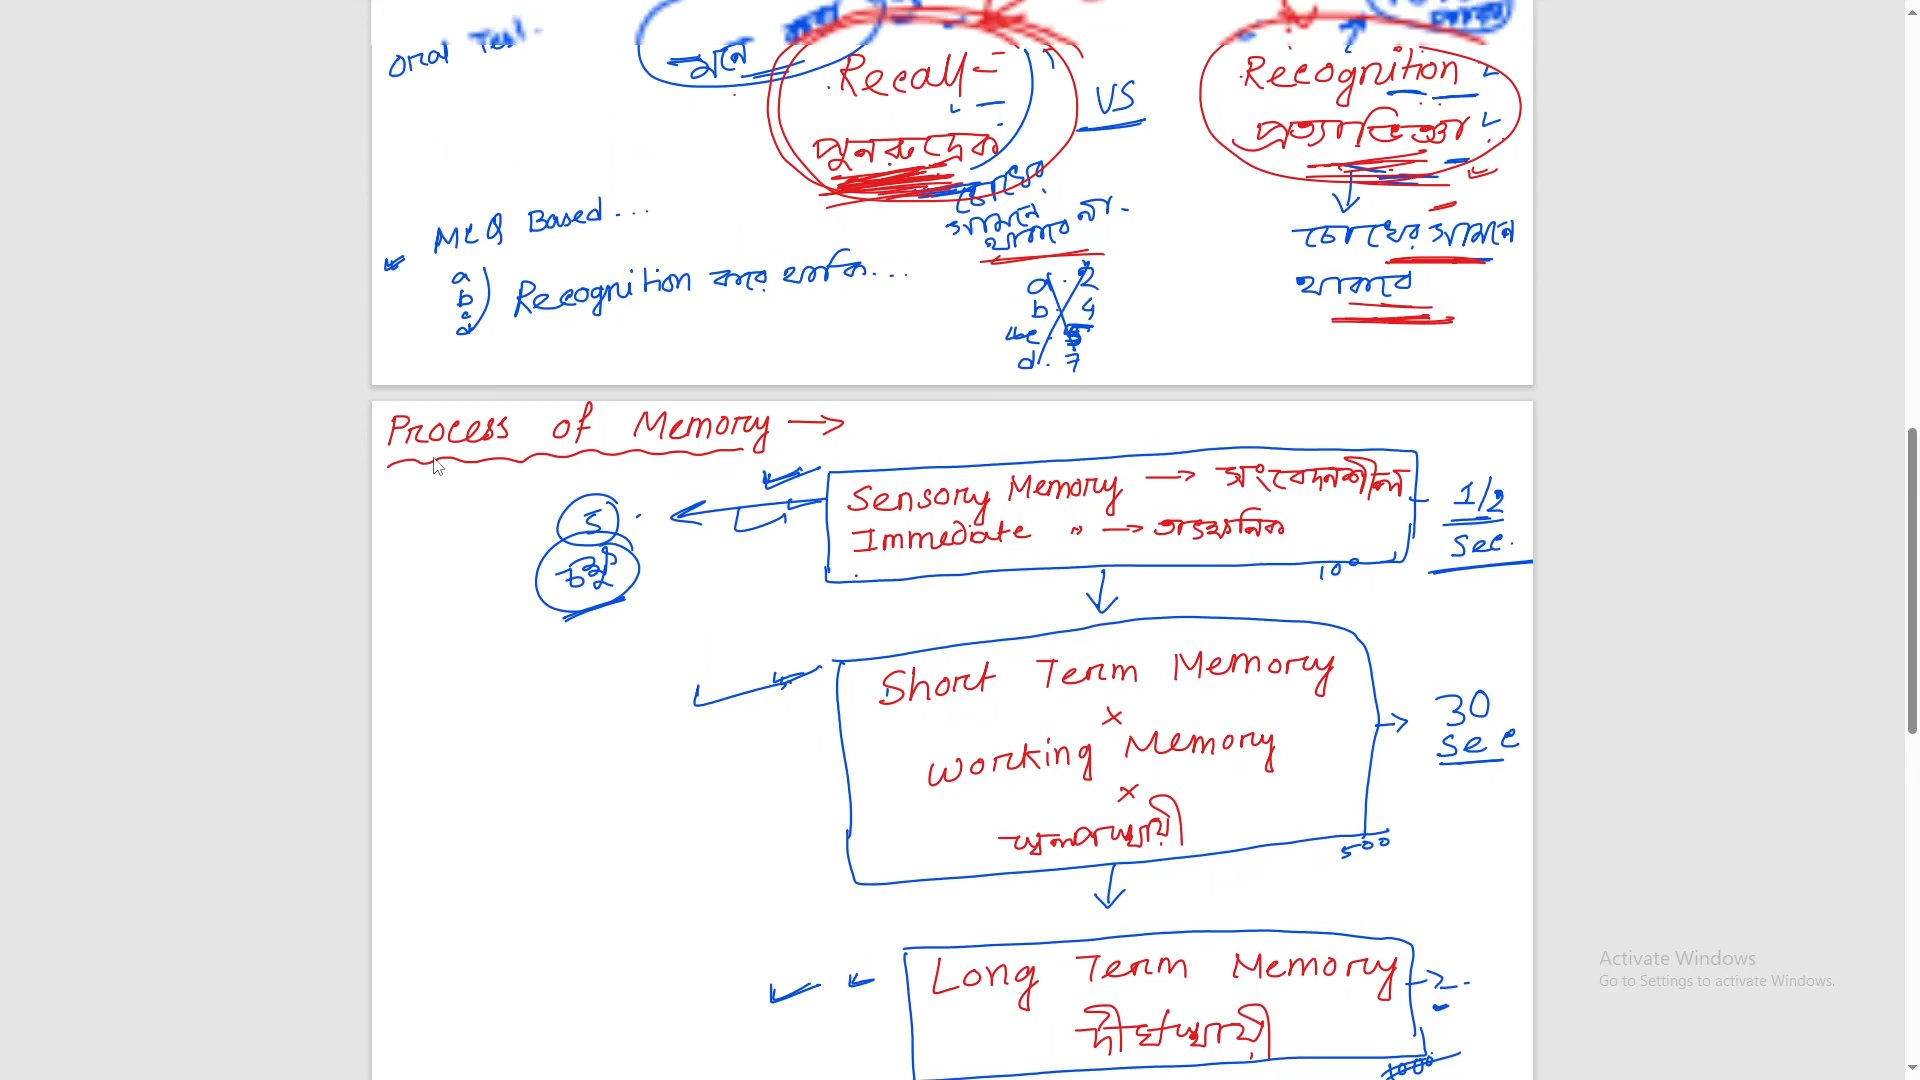 Oral Test.
মনে
Recall =
পুনরুদ্রেক
VS
Recognition
প্রত্যাভিজ্ঞা
চোখের
সামনে
থাকবে না.
চোখের সামনে
থাকবে
MCQ Based...
a
b
c
d
Recognition করে থাকি...
a. 2
b. 4
c. 5
d. 7
Process of Memory →
Sensory Memory → সংবেদনশীল
Immediate " → তাৎক্ষনিক
1/2
Sec.
100
5
চক্ষু
Short Term Memory
×
Working Memory
×
স্বল্পস্থায়ী
30
Sec
500
Long Term Memory
দীর্ঘস্থায়ী
1000
Activate Windows
Go to Settings to activate Windows.